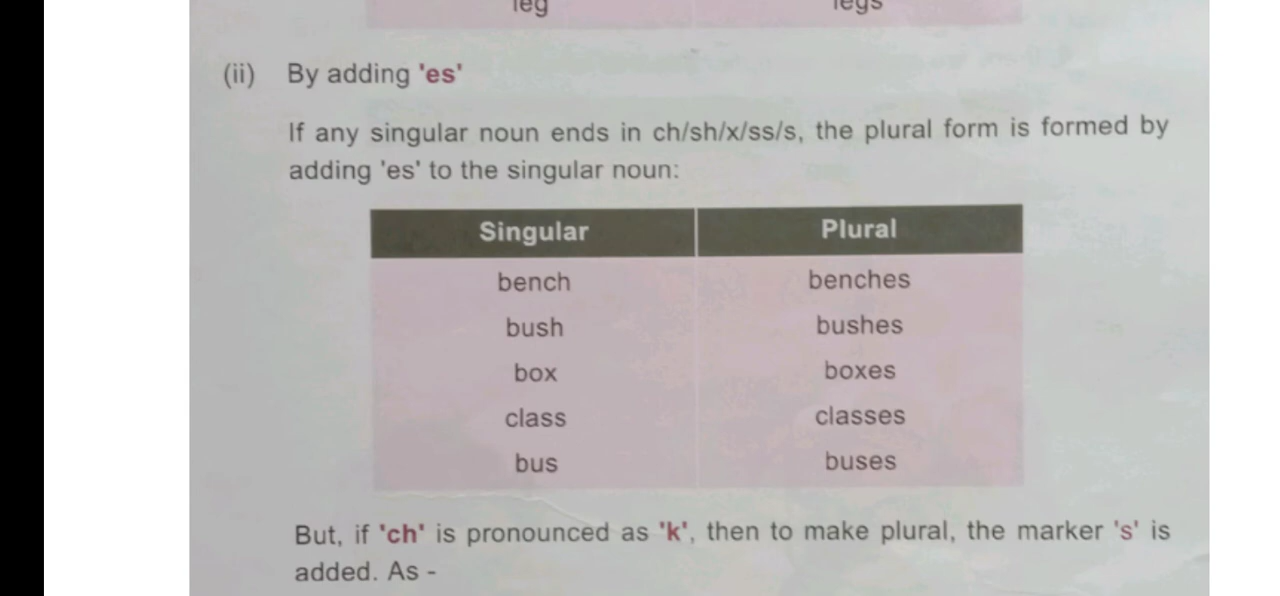 leg legs
(ii) By adding 'es'
If any singular noun ends in ch/sh/x/ss/s, the plural form is formed by
adding 'es' to the singular noun:
Singular Plural
bench benches
bush bushes
box boxes
class classes
bus buses
But, if 'ch' is pronounced as 'k', then to make plural, the marker 's' is
added. As -